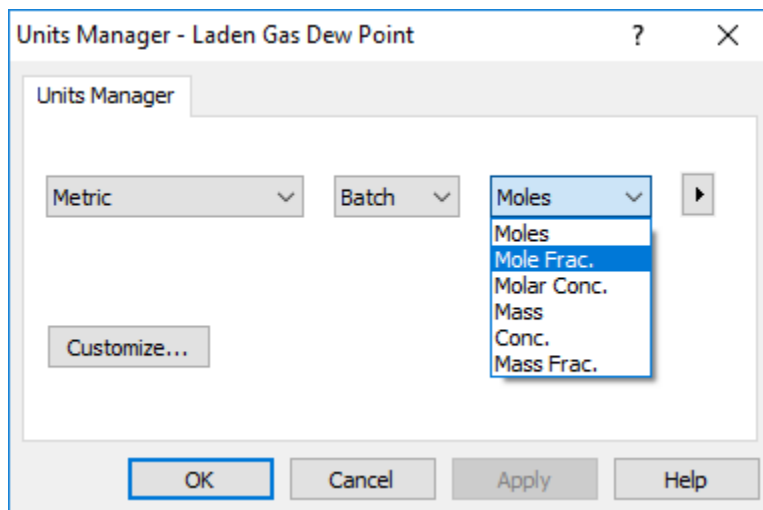 Units Manager - Laden Gas Dew Point ?
Units Manager
Metric Batch Moles
Moles
Mole Frac.
Molar Conc.
Mass
Conc.
Mass Frac.
Customize...
OK Cancel Apply Help